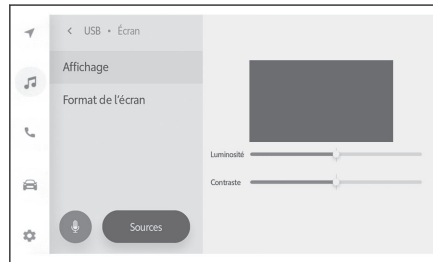 USB • Écran
Affichage
Format de l'écran
Luminosité
Contraste
Sources